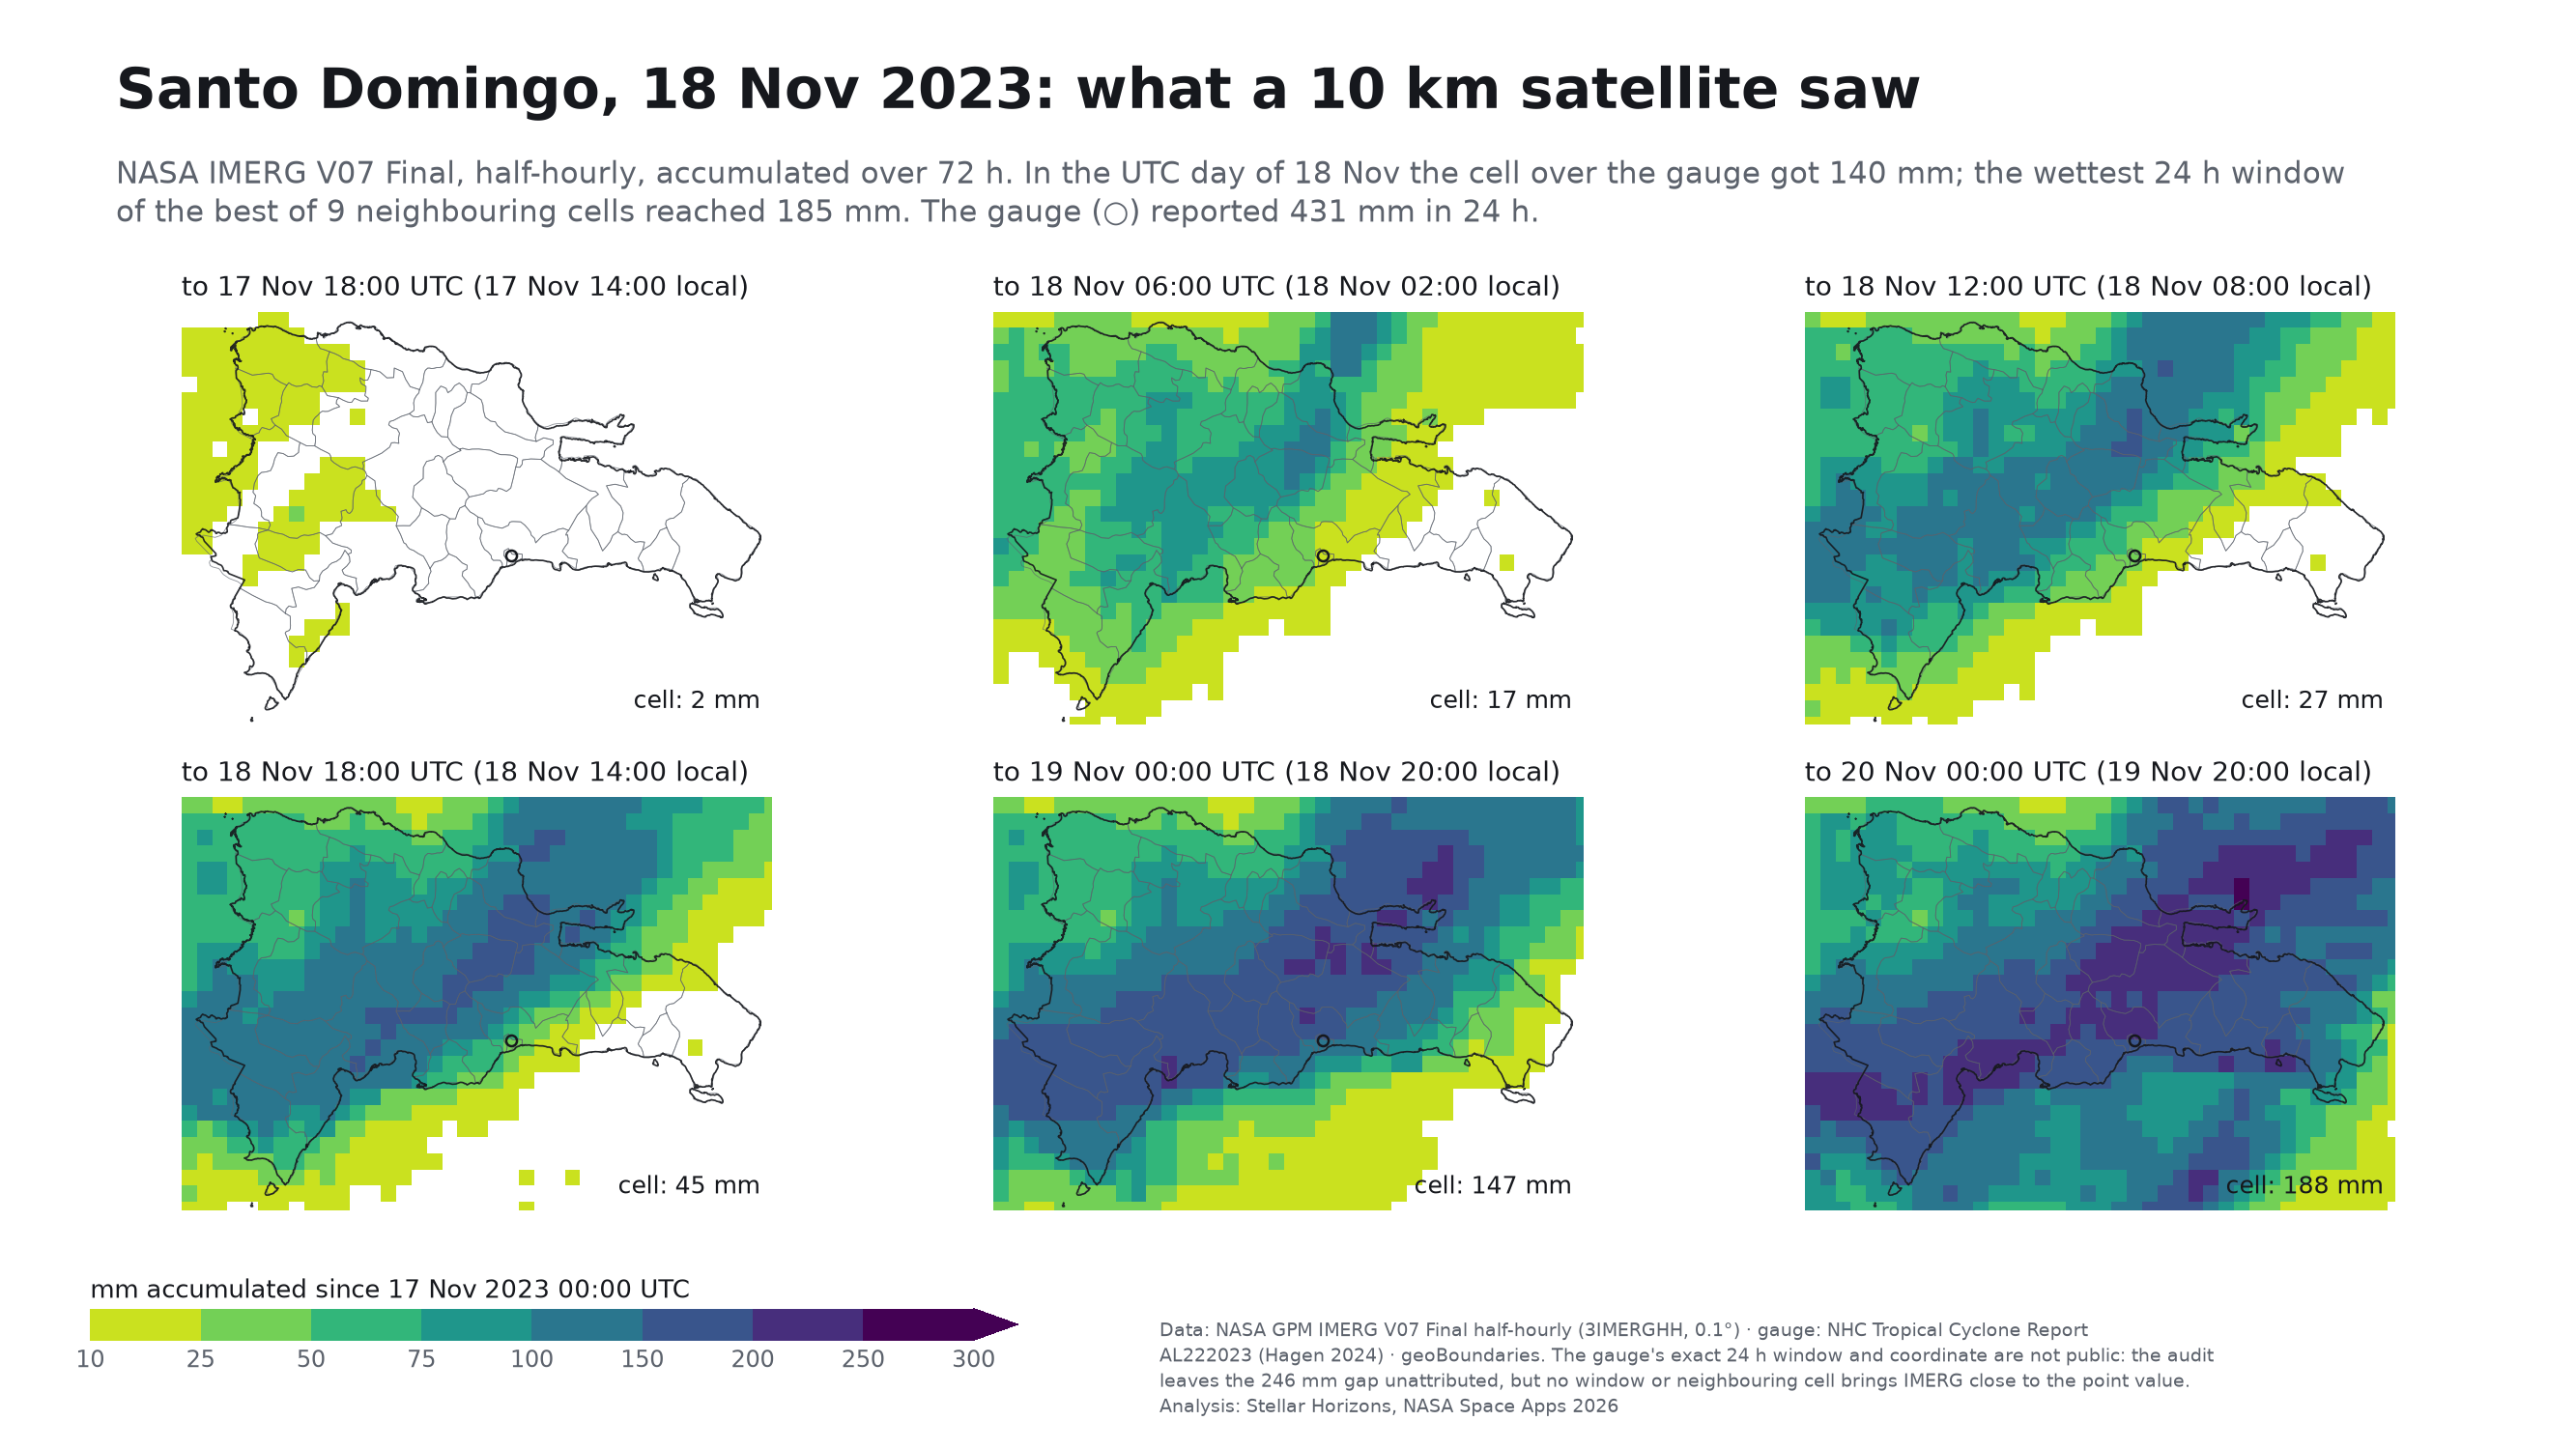 Santo Domingo, 18 Nov 2023: what a 10 km satellite saw
NASA IMERG V07 Final, half-hourly, accumulated over 72 h. In the UTC day of 18 Nov the cell over the gauge got 140 mm; the wettest 24 h window
of the best of 9 neighbouring cells reached 185 mm. The gauge (○) reported 431 mm in 24 h.
to 17 Nov 18:00 UTC (17 Nov 14:00 local)
cell: 2 mm
to 18 Nov 06:00 UTC (18 Nov 02:00 local)
cell: 17 mm
to 18 Nov 12:00 UTC (18 Nov 08:00 local)
cell: 27 mm
to 18 Nov 18:00 UTC (18 Nov 14:00 local)
cell: 45 mm
to 19 Nov 00:00 UTC (18 Nov 20:00 local)
cell: 147 mm
to 20 Nov 00:00 UTC (19 Nov 20:00 local)
cell: 188 mm
mm accumulated since 17 Nov 2023 00:00 UTC
10 25 50 75 100 150 200 250 300
Data: NASA GPM IMERG V07 Final half-hourly (3IMERGHH, 0.1°) · gauge: NHC Tropical Cyclone Report
AL222023 (Hagen 2024) · geoBoundaries. The gauge's exact 24 h window and coordinate are not public: the audit
leaves the 246 mm gap unattributed, but no window or neighbouring cell brings IMERG close to the point value.
Analysis: Stellar Horizons, NASA Space Apps 2026